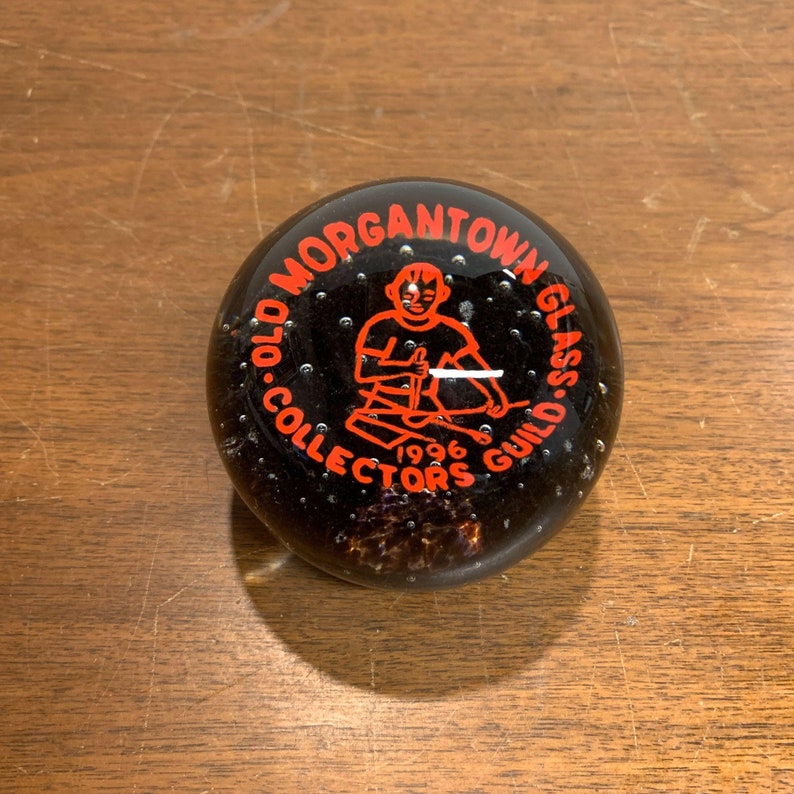 OLD MORGANTOWN GLASS
1996
• COLLECTORS GUILD •